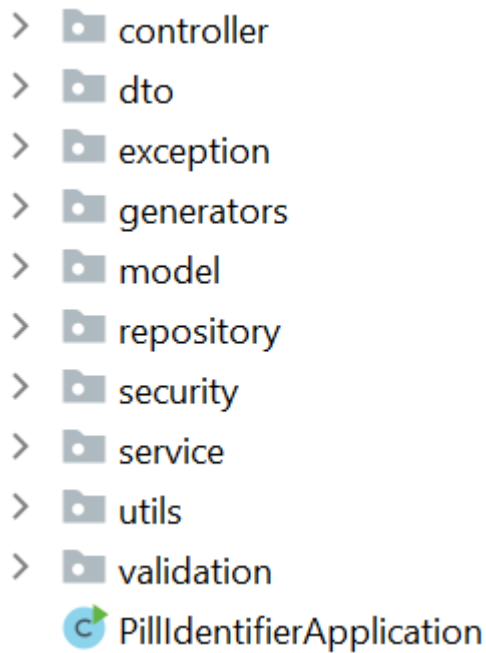 controller
dto
exception
generators
model
repository
security
service
utils
validation
PillIdentifierApplication